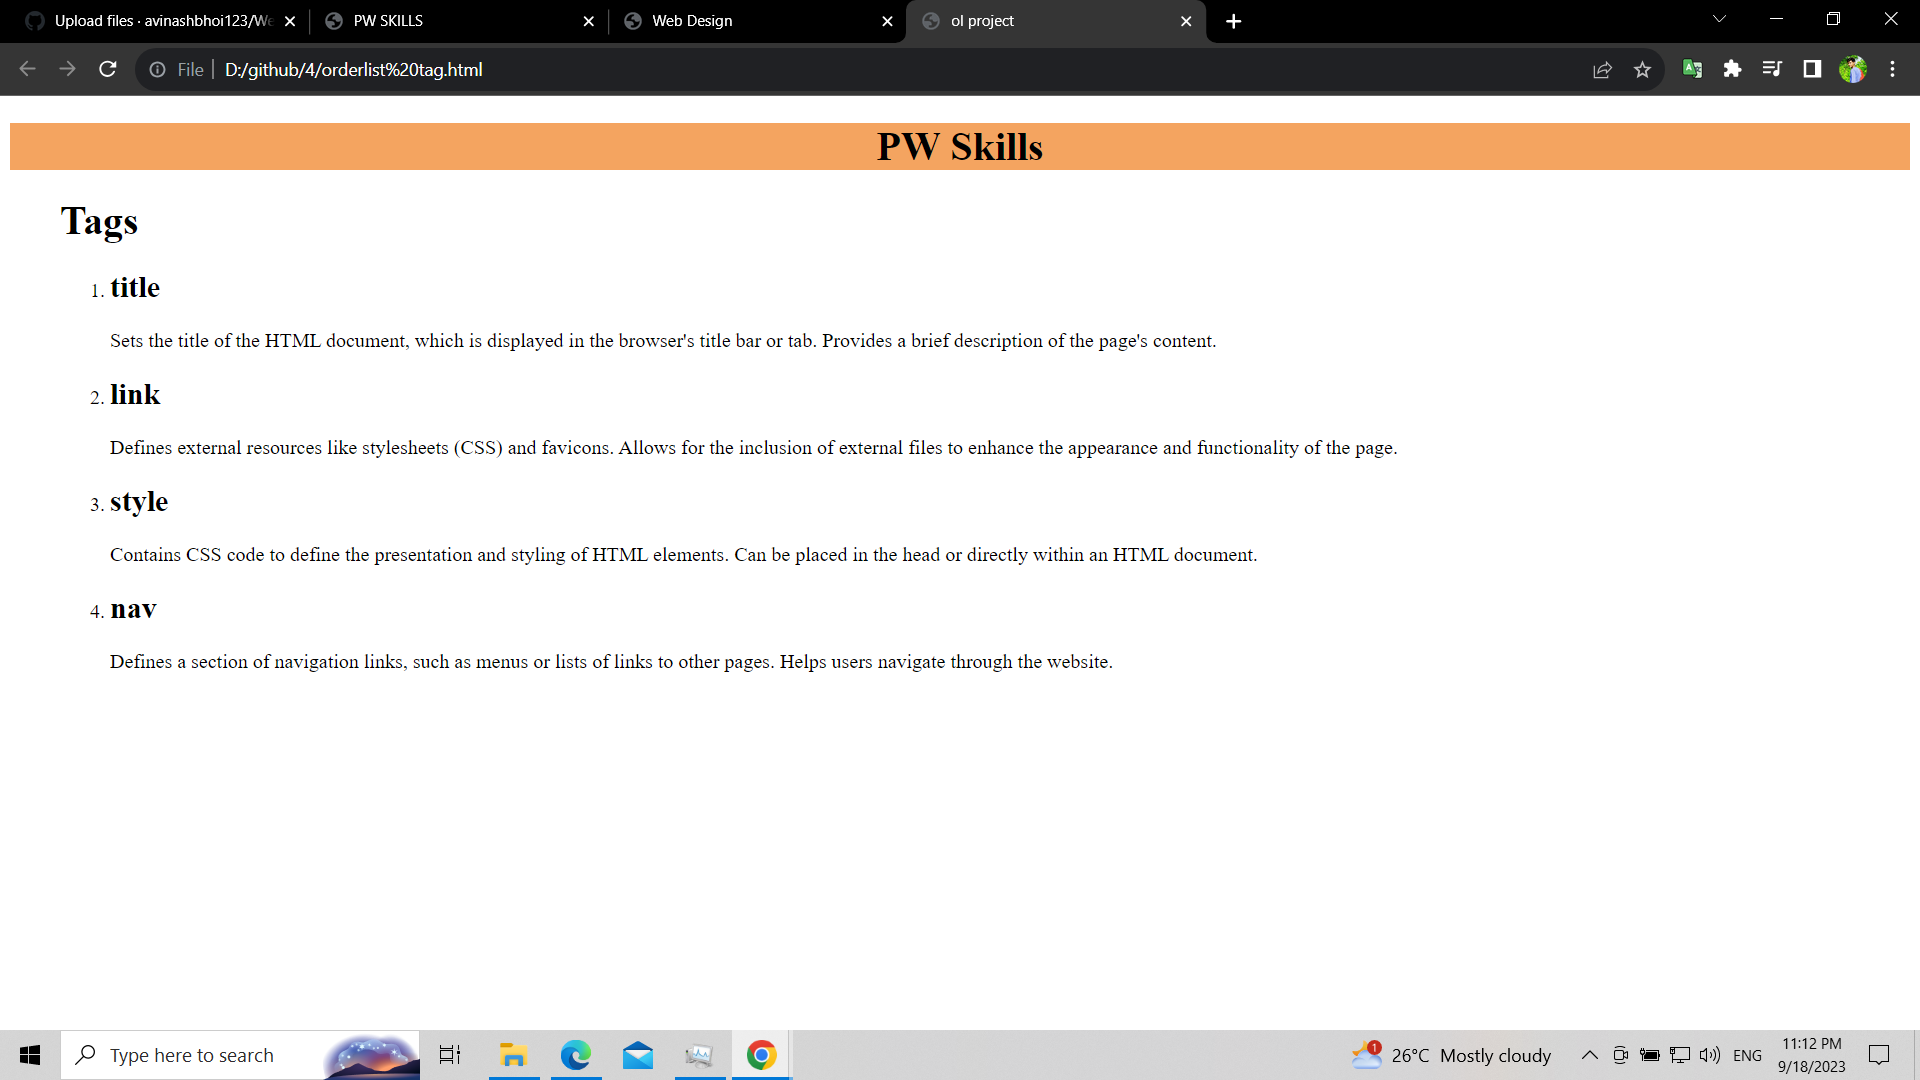 Upload files · avinashbhoi123/We
PW SKILLS
Web Design
ol project
File
D:/github/4/orderlist%20tag.html
PW Skills
Tags
1. title
Sets the title of the HTML document, which is displayed in the browser's title bar or tab. Provides a brief description of the page's content.
2. link
Defines external resources like stylesheets (CSS) and favicons. Allows for the inclusion of external files to enhance the appearance and functionality of the page.
3. style
Contains CSS code to define the presentation and styling of HTML elements. Can be placed in the head or directly within an HTML document.
4. nav
Defines a section of navigation links, such as menus or lists of links to other pages. Helps users navigate through the website.
Type here to search
1
26°C Mostly cloudy
ENG
11:12 PM
9/18/2023